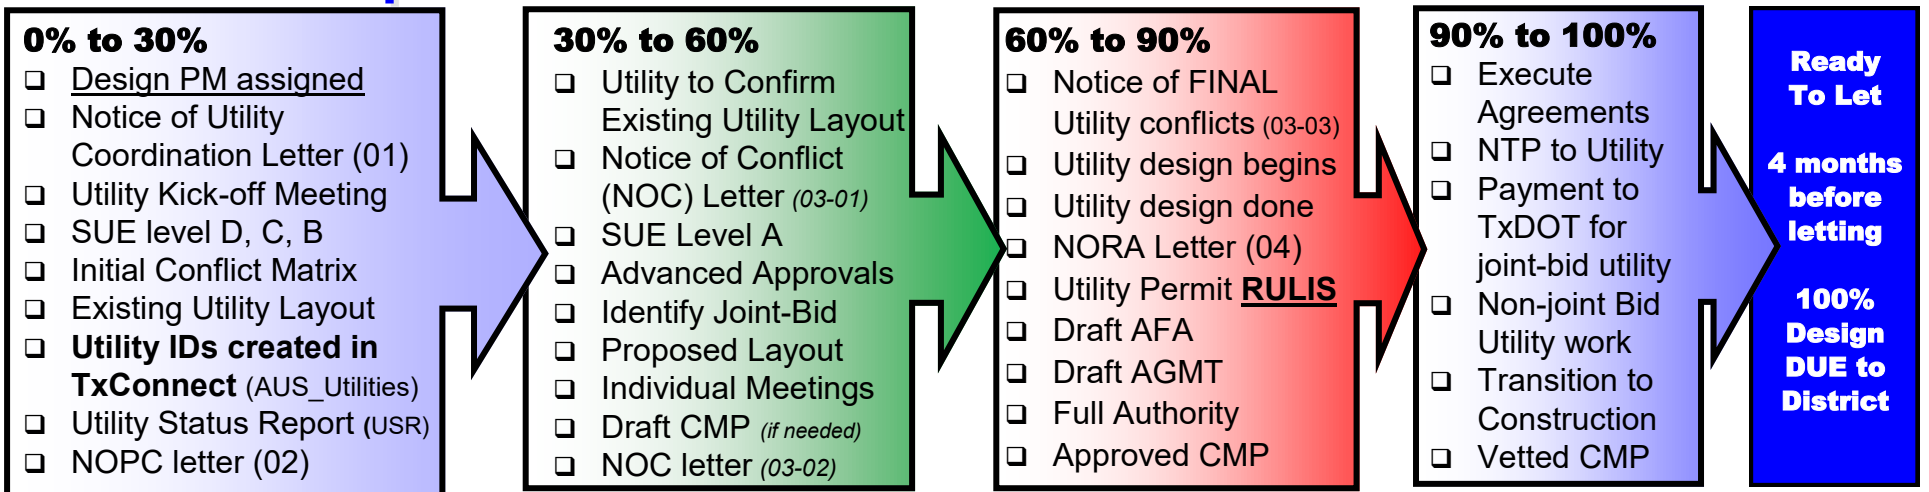 0% to 30%
❑ Design PM assigned
❑ Notice of Utility
Coordination Letter (01)
❑ Utility Kick-off Meeting
❑ SUE level D, C, B
❑ Initial Conflict Matrix
❑ Existing Utility Layout
❑ Utility IDs created in
TxConnect (AUS_Utilities)
❑ Utility Status Report (USR)
❑ NOPC letter (02)
30% to 60%
❑ Utility to Confirm
Existing Utility Layout
❑ Notice of Conflict
(NOC) Letter (03-01)
❑ SUE Level A
❑ Advanced Approvals
❑ Identify Joint-Bid
❑ Proposed Layout
❑ Individual Meetings
❑ Draft CMP (if needed)
❑ NOC letter (03-02)
60% to 90%
❑ Notice of FINAL
Utility conflicts (03-03)
❑ Utility design begins
❑ Utility design done
❑ NORA Letter (04)
❑ Utility Permit RULIS
❑ Draft AFA
❑ Draft AGMT
❑ Full Authority
❑ Approved CMP
90% to 100%
❑ Execute
Agreements
❑ NTP to Utility
❑ Payment to
TxDOT for
joint-bid utility
❑ Non-joint Bid
Utility work
❑ Transition to
Construction
❑ Vetted CMP
Ready
To Let
4 months
before
letting
100%
Design
DUE to
District